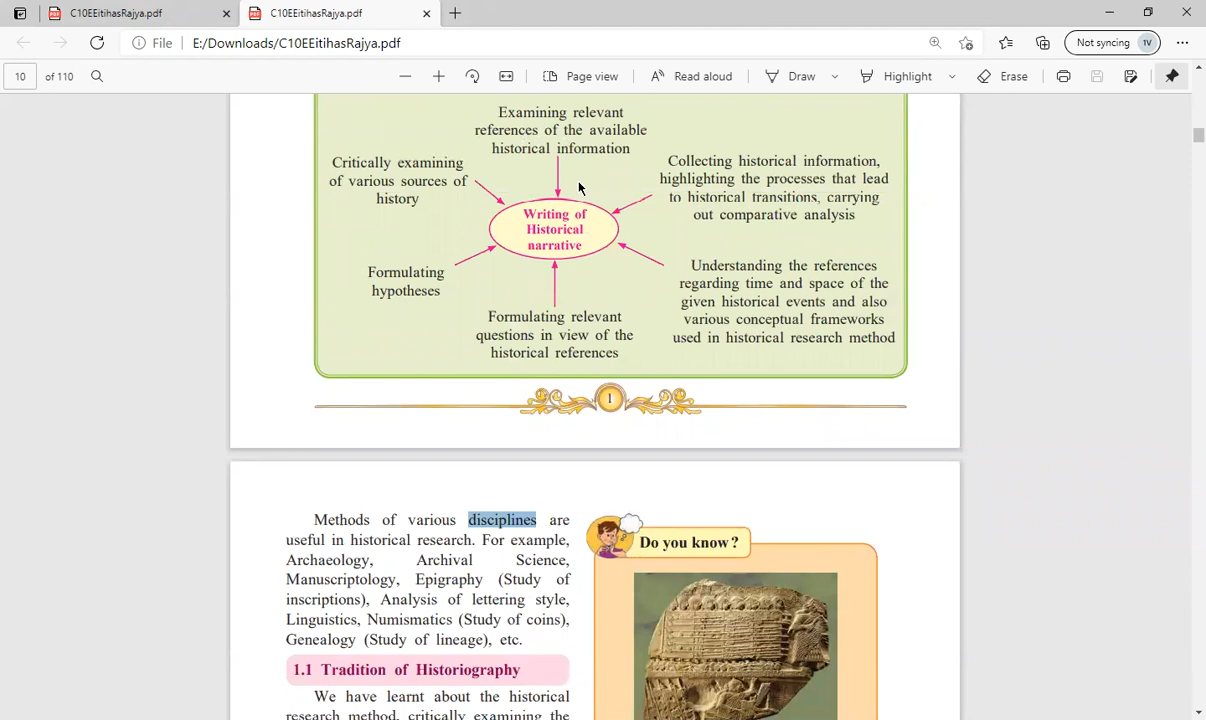 C10EEitihasRajya.pdf
C10EEitihasRajya.pdf
File E:/Downloads/C10EEitihasRajya.pdf
Not syncing
1V
10 of 110
Page view
Read aloud
Draw
Highlight
Erase
Examining relevant
references of the available
historical information
Critically examining
of various sources of
history
Collecting historical information,
highlighting the processes that lead
to historical transitions, carrying
out comparative analysis
Writing of
Historical
narrative
Formulating
hypotheses
Understanding the references
regarding time and space of the
given historical events and also
various conceptual frameworks
used in historical research method
Formulating relevant
questions in view of the
historical references
1
Methods of various disciplines are
useful in historical research. For example,
Archaeology, Archival Science,
Manuscriptology, Epigraphy (Study of
inscriptions), Analysis of lettering style,
Linguistics, Numismatics (Study of coins),
Genealogy (Study of lineage), etc.
1.1 Tradition of Historiography
We have learnt about the historical
research method, critically examining the
Do you know?